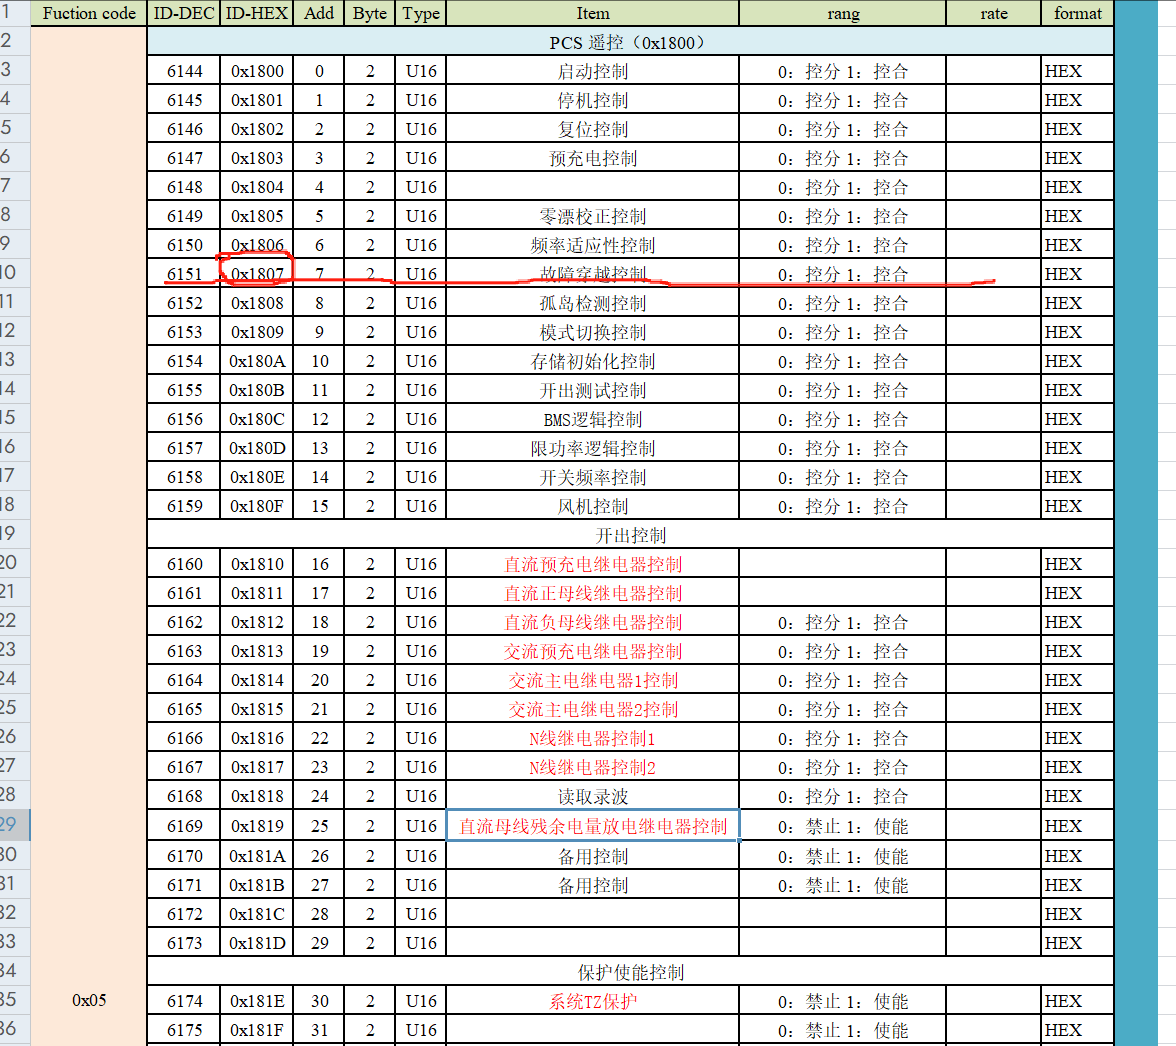 1 Fuction code ID-DEC ID-HEX Add Byte Type Item rang rate format
2 PCS 遥控（0x1800）
3 6144 0x1800 0 2 U16 启动控制 0：控分 1：控合 HEX
4 6145 0x1801 1 2 U16 停机控制 0：控分 1：控合 HEX
5 6146 0x1802 2 2 U16 复位控制 0：控分 1：控合 HEX
6 6147 0x1803 3 2 U16 预充电控制 0：控分 1：控合 HEX
7 6148 0x1804 4 2 U16 0：控分 1：控合 HEX
8 6149 0x1805 5 2 U16 零漂校正控制 0：控分 1：控合 HEX
9 6150 0x1806 6 2 U16 频率适应性控制 0：控分 1：控合 HEX
10 6151 0x1807 7 2 U16 故障穿越控制 0：控分 1：控合 HEX
11 6152 0x1808 8 2 U16 孤岛检测控制 0：控分 1：控合 HEX
12 6153 0x1809 9 2 U16 模式切换控制 0：控分 1：控合 HEX
13 6154 0x180A 10 2 U16 存储初始化控制 0：控分 1：控合 HEX
14 6155 0x180B 11 2 U16 开出测试控制 0：控分 1：控合 HEX
15 6156 0x180C 12 2 U16 BMS逻辑控制 0：控分 1：控合 HEX
16 6157 0x180D 13 2 U16 限功率逻辑控制 0：控分 1：控合 HEX
17 6158 0x180E 14 2 U16 开关频率控制 0：控分 1：控合 HEX
18 6159 0x180F 15 2 U16 风机控制 0：控分 1：控合 HEX
19 开出控制
20 6160 0x1810 16 2 U16 直流预充电继电器控制 HEX
21 6161 0x1811 17 2 U16 直流正母线继电器控制 HEX
22 6162 0x1812 18 2 U16 直流负母线继电器控制 0：控分 1：控合 HEX
23 6163 0x1813 19 2 U16 交流预充电继电器控制 0：控分 1：控合 HEX
24 6164 0x1814 20 2 U16 交流主电继电器1控制 0：控分 1：控合 HEX
25 6165 0x1815 21 2 U16 交流主电继电器2控制 0：控分 1：控合 HEX
26 6166 0x1816 22 2 U16 N线继电器控制1 0：控分 1：控合 HEX
27 6167 0x1817 23 2 U16 N线继电器控制2 0：控分 1：控合 HEX
28 6168 0x1818 24 2 U16 读取录波 0：控分 1：控合 HEX
29 6169 0x1819 25 2 U16 直流母线残余电量放电继电器控制 0：禁止 1：使能 HEX
30 6170 0x181A 26 2 U16 备用控制 0：禁止 1：使能 HEX
31 6171 0x181B 27 2 U16 备用控制 0：禁止 1：使能 HEX
32 6172 0x181C 28 2 U16 HEX
33 6173 0x181D 29 2 U16 HEX
34 保护使能控制
35 0x05 6174 0x181E 30 2 U16 系统TZ保护 0：禁止 1：使能 HEX
36 6175 0x181F 31 2 U16 0：禁止 1：使能 HEX